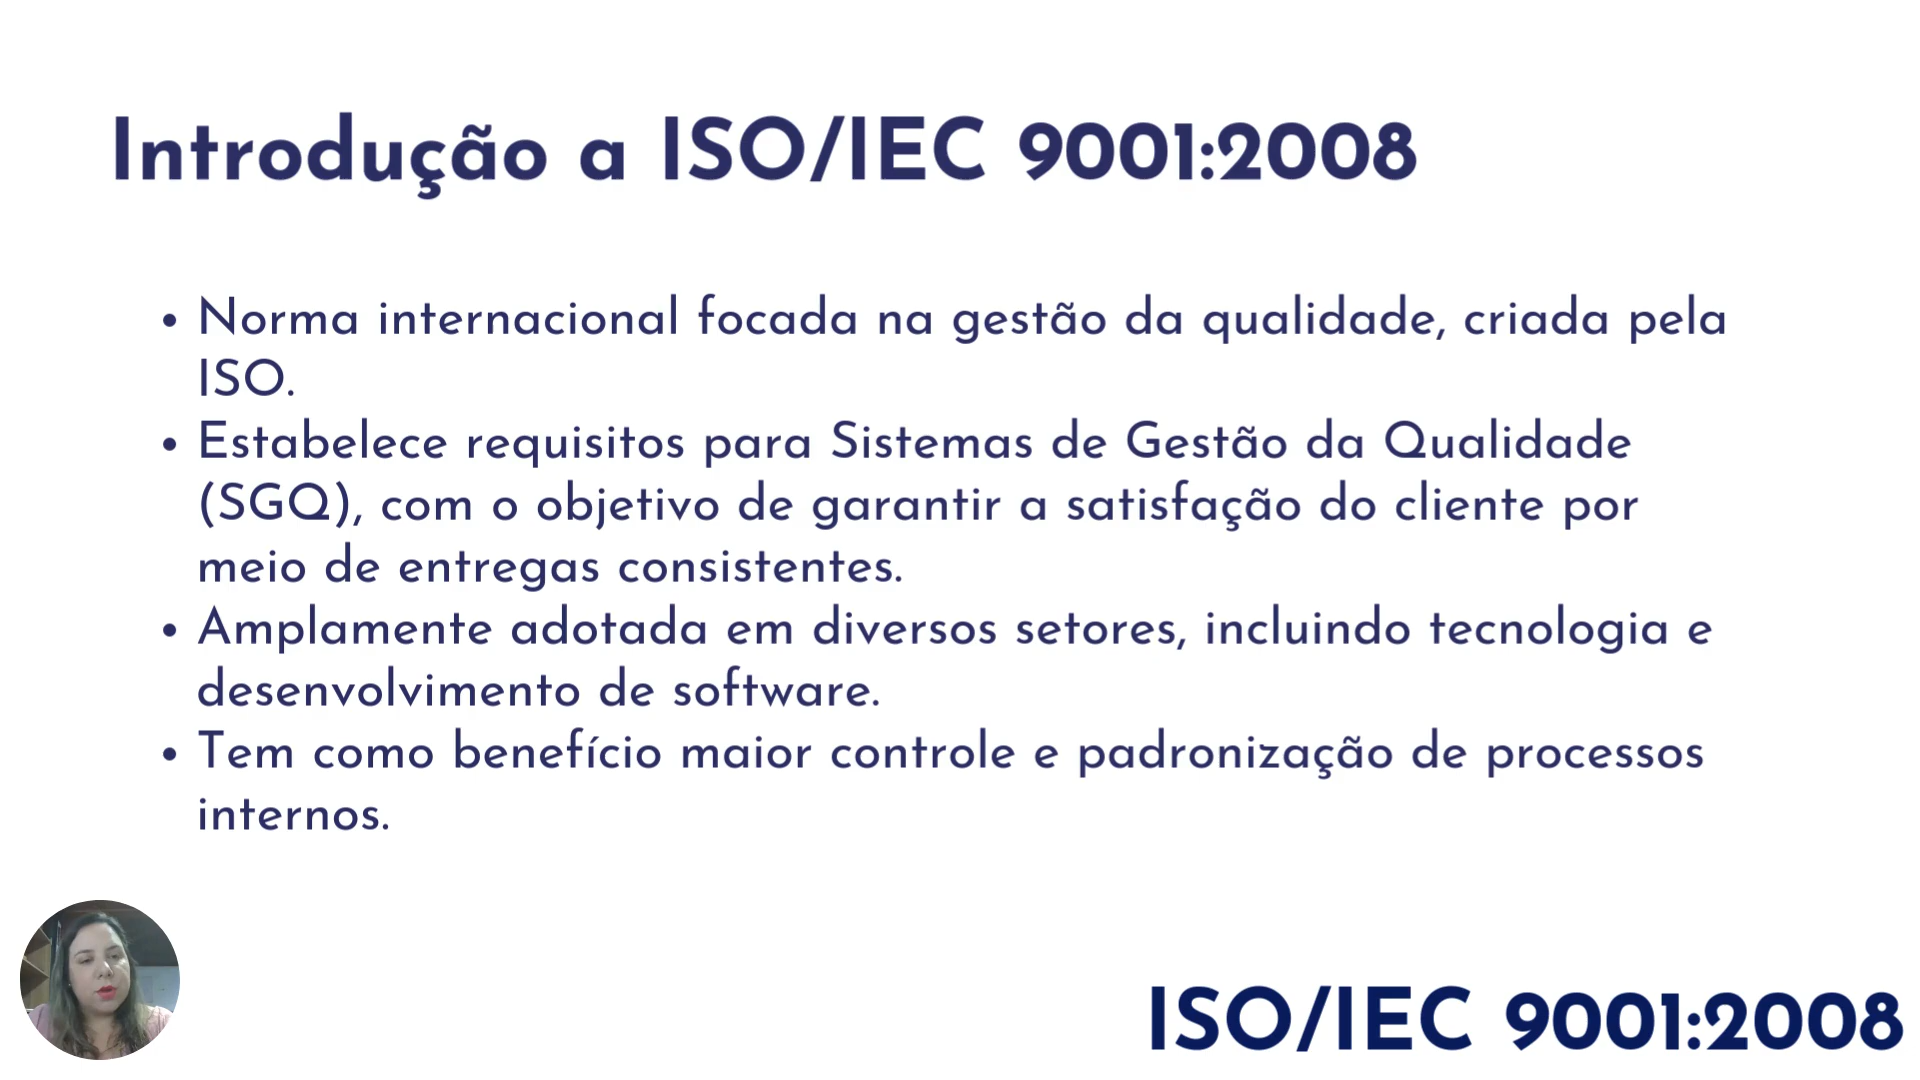 Introdução a ISO/IEC 9001:2008
• Norma internacional focada na gestão da qualidade, criada pela
ISO.
• Estabelece requisitos para Sistemas de Gestão da Qualidade
(SGQ), com o objetivo de garantir a satisfação do cliente por
meio de entregas consistentes.
• Amplamente adotada em diversos setores, incluindo tecnologia e
desenvolvimento de software.
• Tem como benefício maior controle e padronização de processos
internos.
ISO/IEC 9001:2008